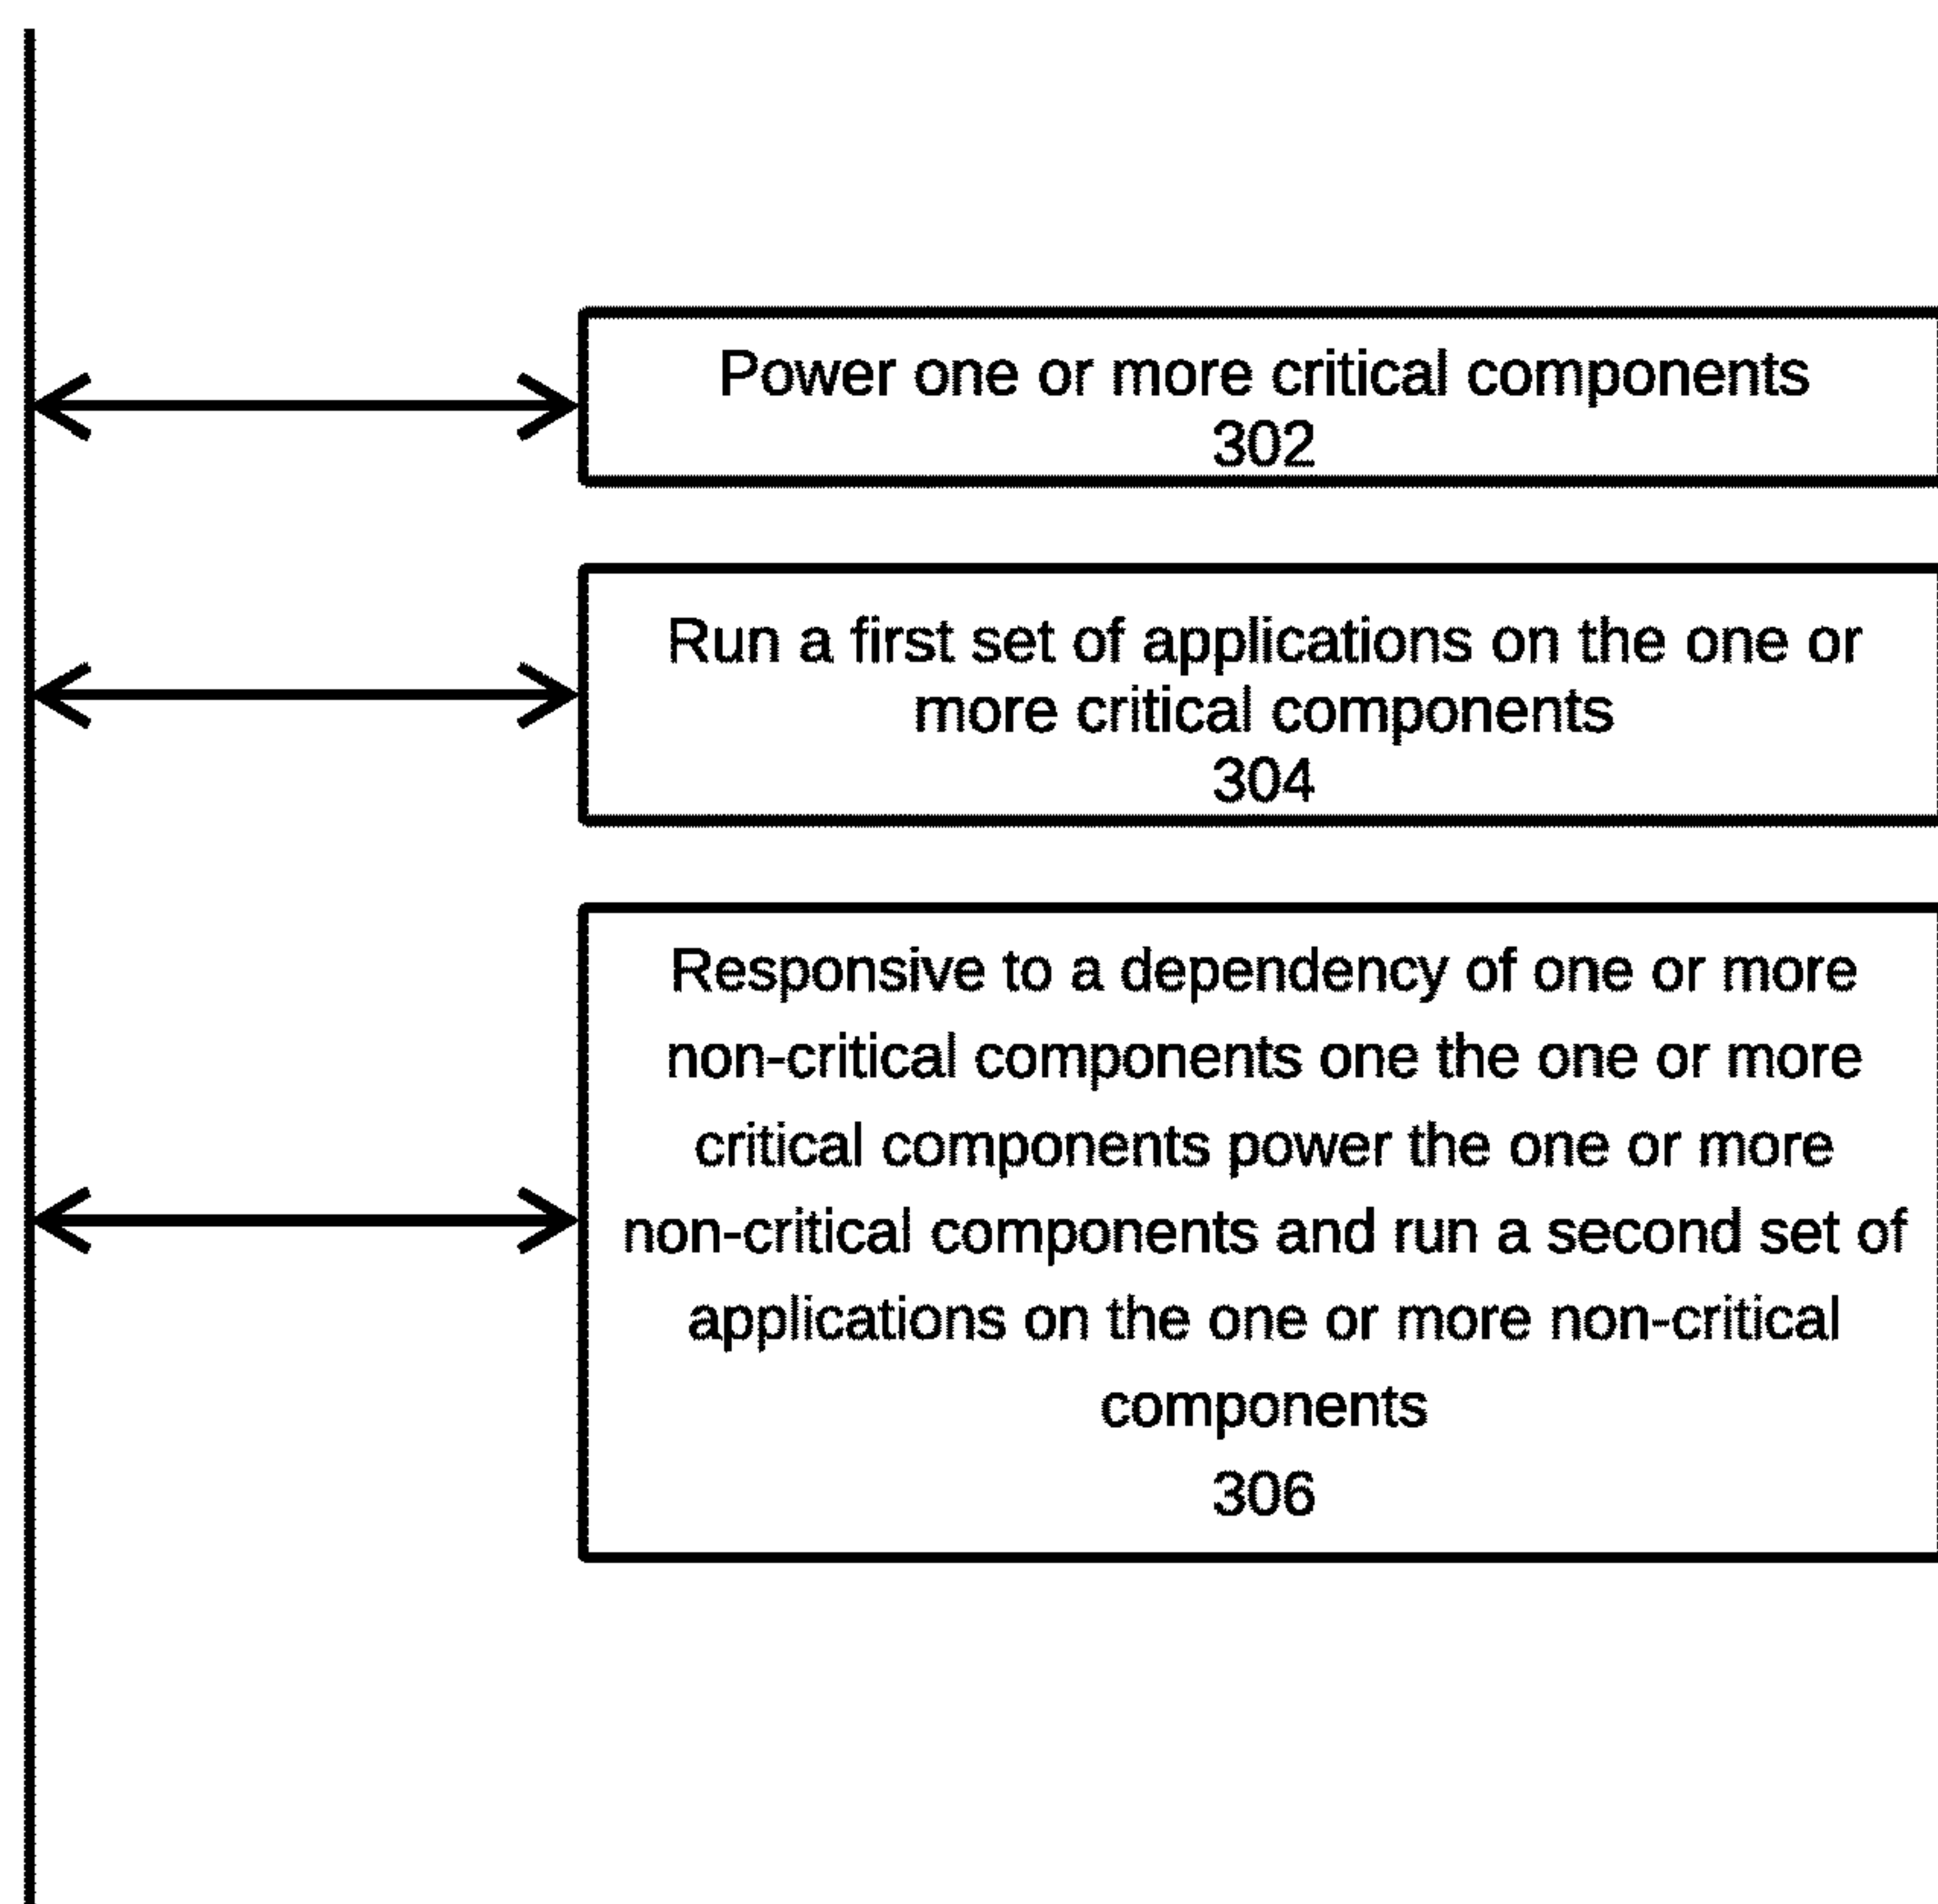 Power one or more critical components
302
Run a first set of applications on the one or
more critical components
304
Responsive to a dependency of one or more
non-critical components one the one or more
critical components power the one or more
non-critical components and run a second set of
applications on the one or more non-critical
components
306